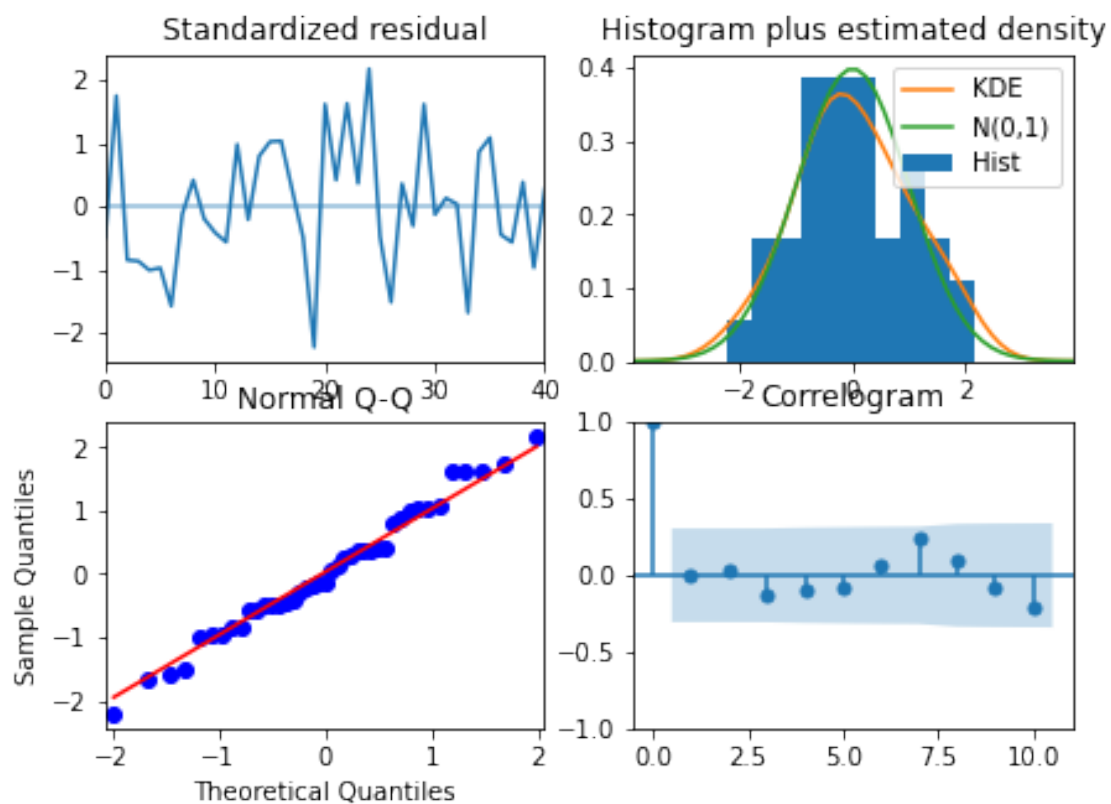 Standardized residual
2
1
0
−1
−2
0 10 20 30 40
Histogram plus estimated density
0.4
0.3
0.2
0.1
0.0
−2 0 2
KDE
N(0,1)
Hist
Normal Q-Q
Sample Quantiles
2
1
0
−1
−2
−2 −1 0 1 2
Theoretical Quantiles
Correlogram
1.0
0.5
0.0
−0.5
−1.0
0.0 2.5 5.0 7.5 10.0